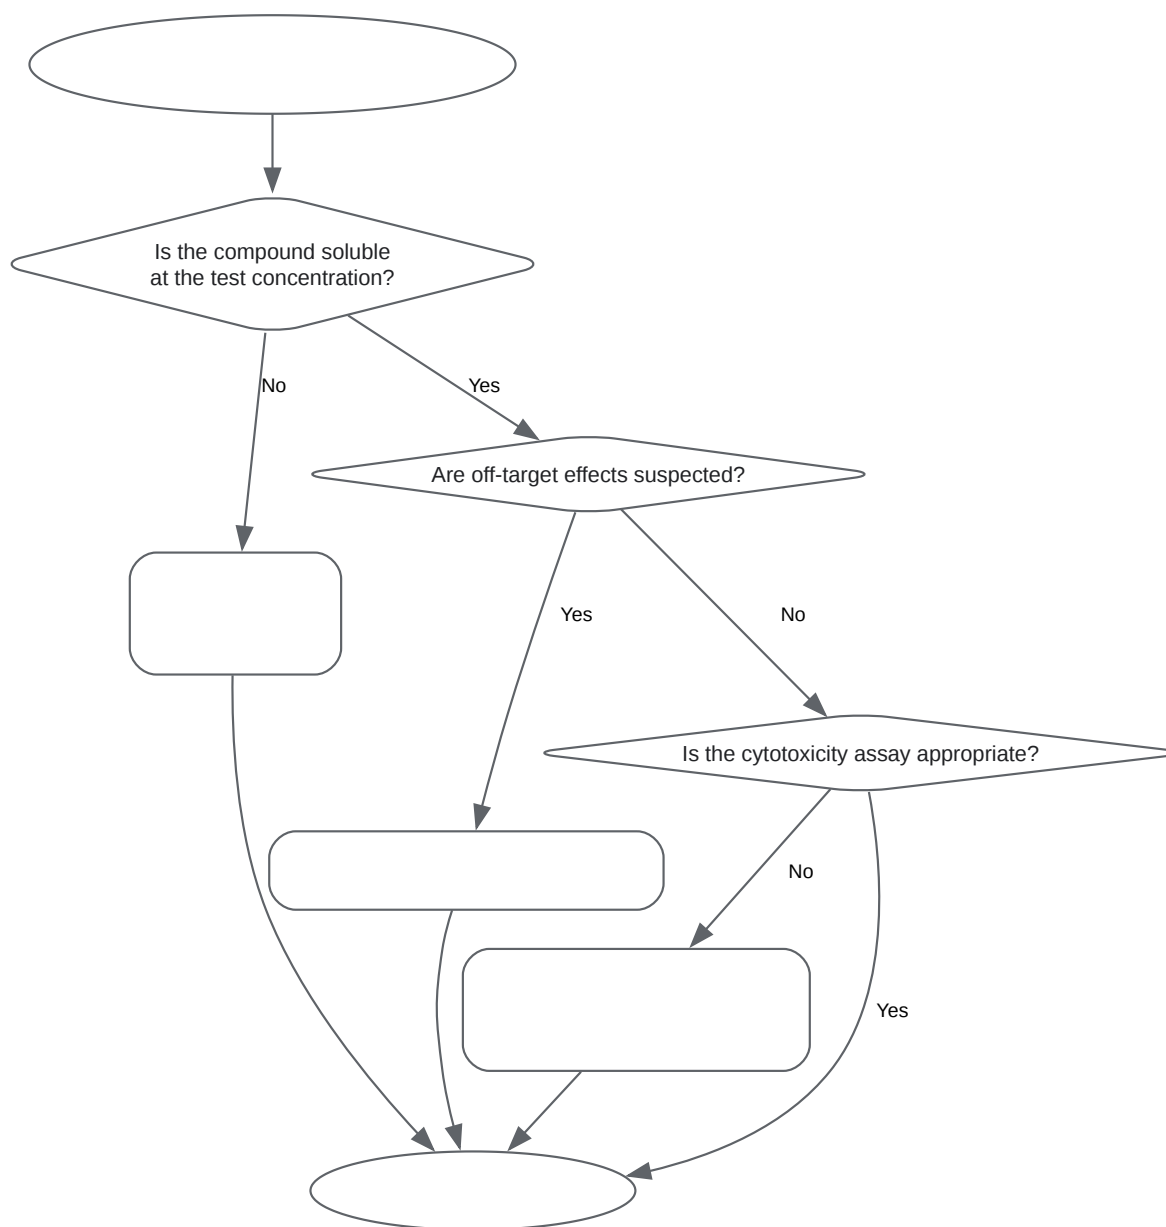 Is the compound soluble
at the test concentration?
No
Yes
Are off-target effects suspected?
Yes
No
Is the cytotoxicity assay appropriate?
No
Yes